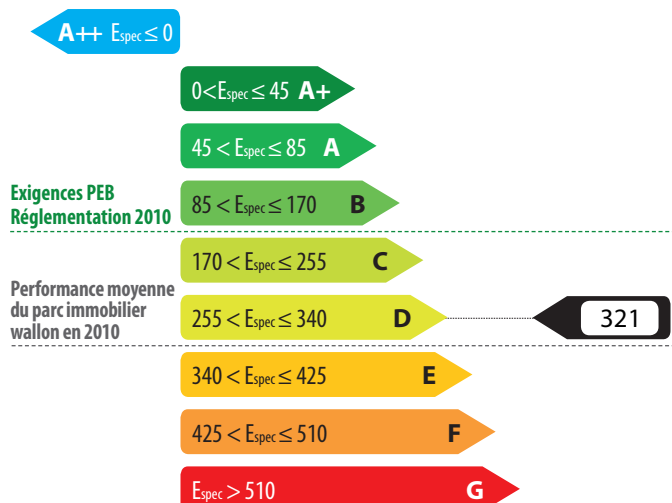 A++ Espec ≤ 0
0<Espec ≤ 45 A+
45 < Espec ≤ 85 A
Exigences PEB
Réglementation 2010
85 < Espec ≤ 170 B
170 < Espec ≤ 255 C
Performance moyenne
du parc immobilier
wallon en 2010
255 < Espec ≤ 340 D
321
340 < Espec ≤ 425 E
425 < Espec ≤ 510 F
Espec > 510 G